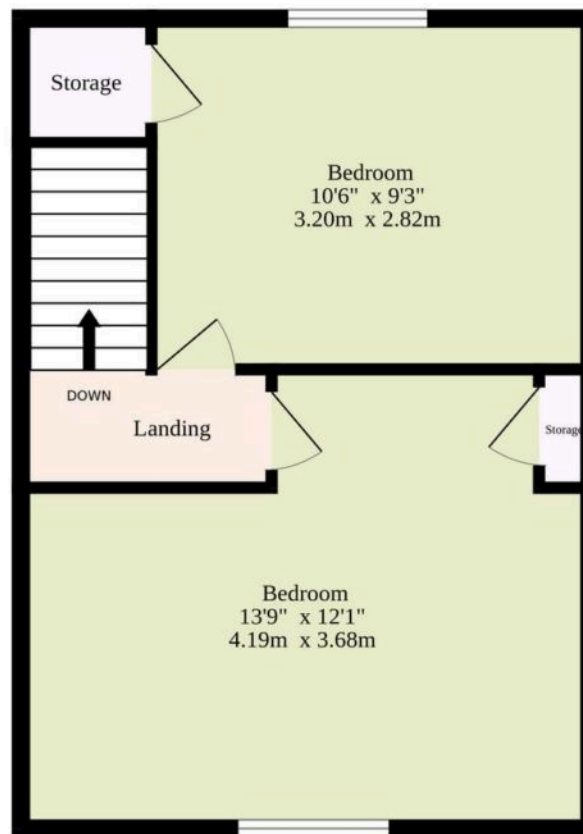 Storage
Bedroom
10'6" x 9'3"
3.20m x 2.82m
DOWN
Landing
Storage
Bedroom
13'9" x 12'1"
4.19m x 3.68m